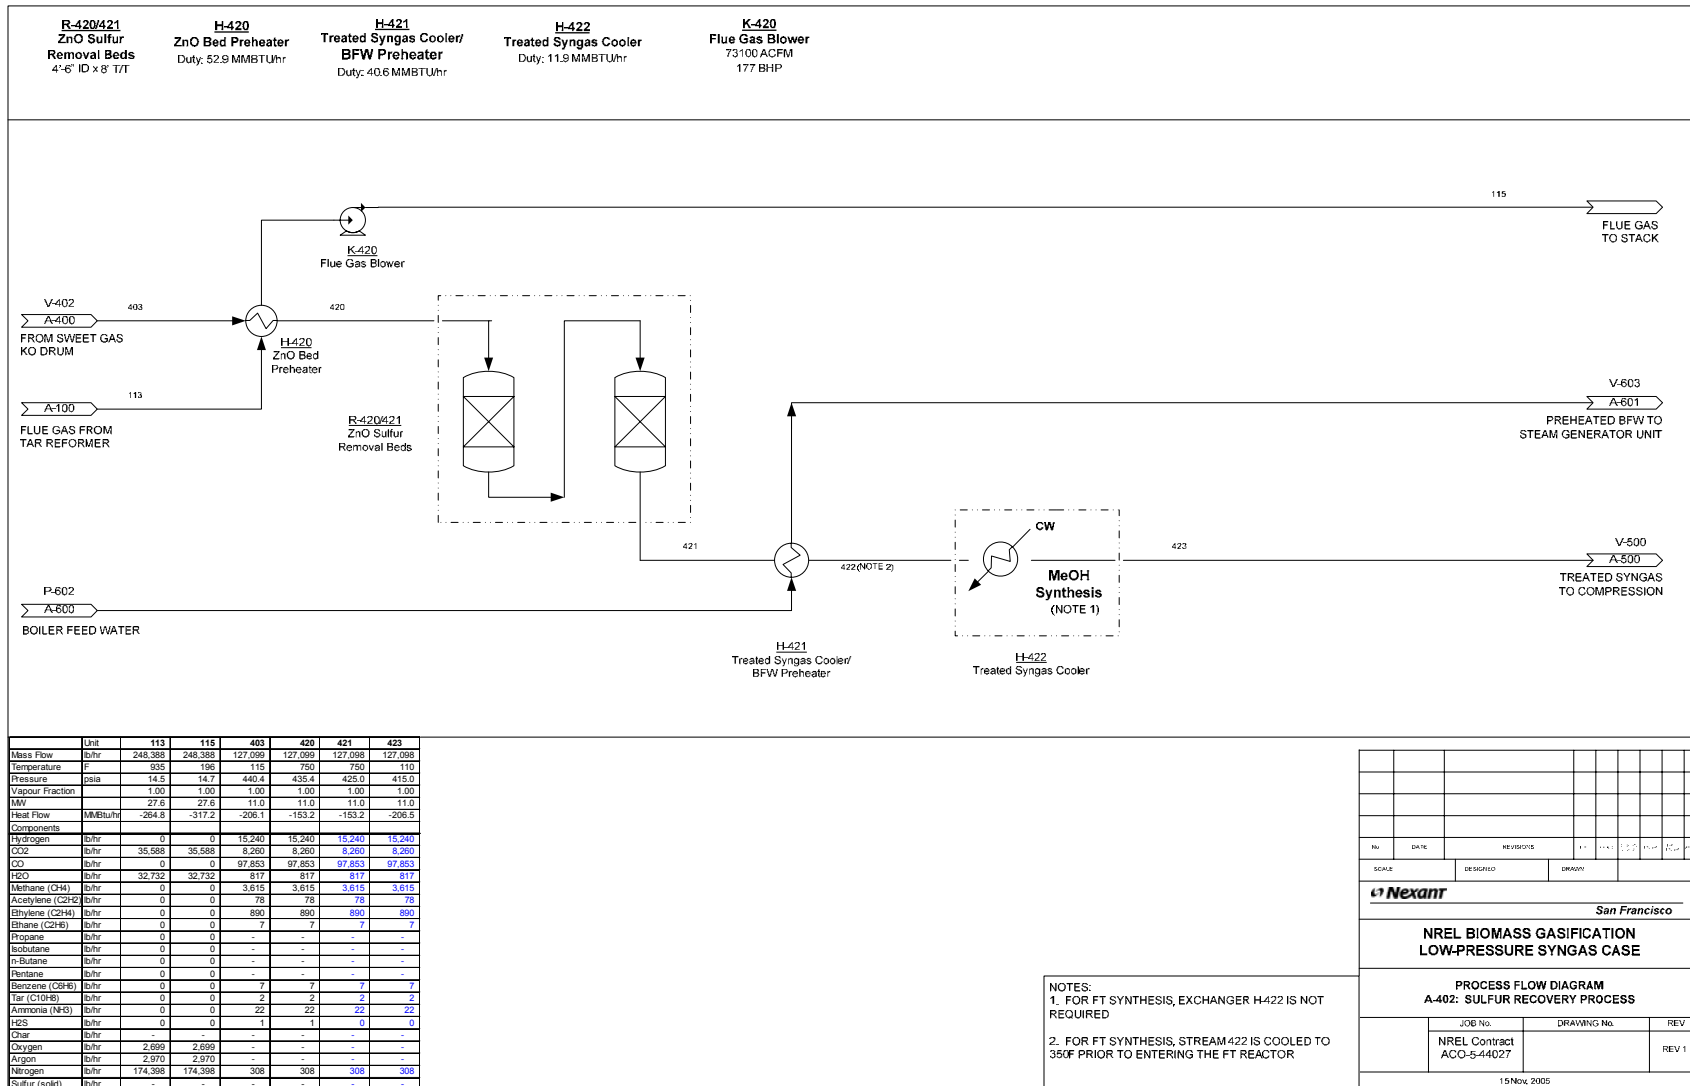 R-420/421
ZnO Sulfur
Removal Beds
4'-6" ID x 8' T/T
H-420
ZnO Bed Preheater
Duty: 52.9 MMBTU/hr
H-421
Treated Syngas Cooler/
BFW Preheater
Duty: 40.6 MMBTU/hr
H-422
Treated Syngas Cooler
Duty: 11.9 MMBTU/hr
K-420
Flue Gas Blower
73100 ACFM
177 BHP
115
FLUE GAS
TO STACK
K-420
Flue Gas Blower
V-402
A-400
FROM SWEET GAS
KO DRUM
403
420
H-420
ZnO Bed
Preheater
113
A-100
FLUE GAS FROM
TAR REFORMER
R-420/421
ZnO Sulfur
Removal Beds
V-603
A-601
PREHEATED BFW TO
STEAM GENERATOR UNIT
CW
421
422 (NOTE 2)
MeOH
Synthesis
(NOTE 1)
423
V-500
A-500
TREATED SYNGAS
TO COMPRESSION
P-602
A-600
BOILER FEED WATER
H-421
Treated Syngas Cooler/
BFW Preheater
H-422
Treated Syngas Cooler
Unit 113 115 403 420 421 423
Mass Flow lb/hr 248,388 248,388 127,099 127,099 127,098 127,098
Temperature F 935 196 115 750 750 110
Pressure psia 14.5 14.7 440.4 435.4 425.0 415.0
Vapour Fraction 1.00 1.00 1.00 1.00 1.00 1.00
MW 27.6 27.6 11.0 11.0 11.0 11.0
Heat Flow MMBtu/hr -264.8 -317.2 -206.1 -153.2 -153.2 -206.5
Components
Hydrogen lb/hr 0 0 15,240 15,240 15,240 15,240
CO2 lb/hr 35,588 35,588 8,260 8,260 8,260 8,260
CO lb/hr 0 0 97,853 97,853 97,853 97,853
H2O lb/hr 32,732 32,732 817 817 817 817
Methane (CH4) lb/hr 0 0 3,615 3,615 3,615 3,615
Acetylene (C2H2) lb/hr 0 0 78 78 78 78
Ethylene (C2H4) lb/hr 0 0 890 890 890 890
Ethane (C2H6) lb/hr 0 0 7 7 7 7
Propane lb/hr 0 0 - - - -
Isobutane lb/hr 0 0 - - - -
n-Butane lb/hr 0 0 - - - -
Pentane lb/hr 0 0 - - - -
Benzene (C6H6) lb/hr 0 0 7 7 7 7
Tar (C10H8) lb/hr 0 0 2 2 2 2
Ammonia (NH3) lb/hr 0 0 22 22 22 22
H2S lb/hr 0 0 1 1 0 0
Char lb/hr - - - - - -
Oxygen lb/hr 2,699 2,699 - - - -
Argon lb/hr 2,970 2,970 - - - -
Nitrogen lb/hr 174,398 174,398 308 308 308 308
Sulfur (solid) lb/hr - - - - - -
NOTES:
1. FOR FT SYNTHESIS, EXCHANGER H-422 IS NOT
REQUIRED
2. FOR FT SYNTHESIS, STREAM 422 IS COOLED TO
350F PRIOR TO ENTERING THE FT REACTOR
No DATE REVISIONS
SCALE DESIGNED DRAWN
Nexant
San Francisco
NREL BIOMASS GASIFICATION
LOW-PRESSURE SYNGAS CASE
PROCESS FLOW DIAGRAM
A-402: SULFUR RECOVERY PROCESS
JOB No. DRAWING No. REV
NREL Contract
ACO-5-44027
REV 1
15 Nov, 2005